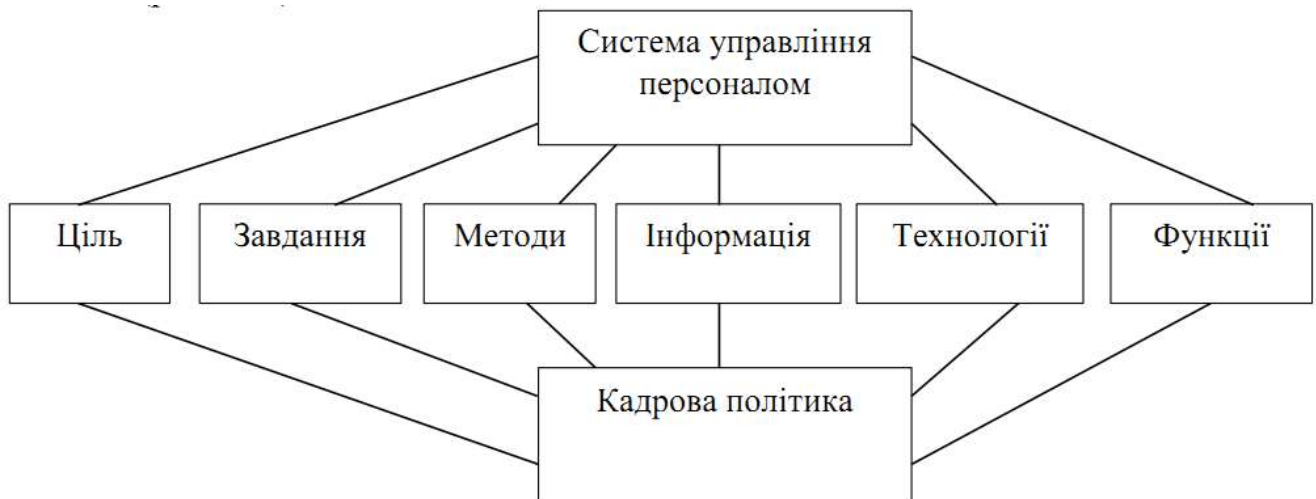 Система управління
персоналом
Ціль
Завдання
Методи
Інформація
Технології
Функції
Кадрова політика